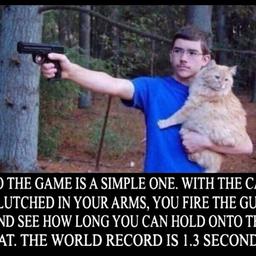 O THE GAME IS A SIMPLE ONE. WITH THE CA
LUTCHED IN YOUR ARMS, YOU FIRE THE GU
ND SEE HOW LONG YOU CAN HOLD ONTO TH
AT. THE WORLD RECORD IS 1.3 SECOND